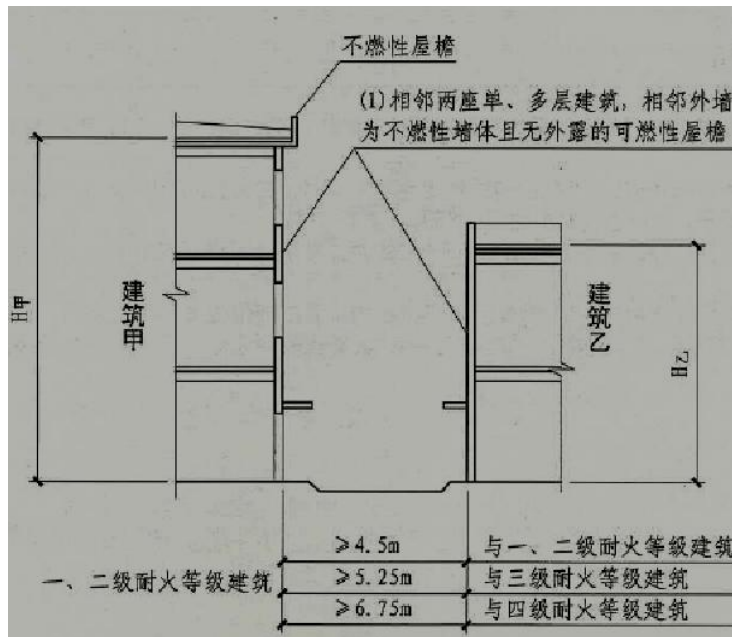 不燃性屋檐
(1)相邻两座单、多层建筑，相邻外墙
为不燃性墙体且无外露的可燃性屋檐
建筑甲
H甲
建筑乙
H乙
≥4.5m 与一、二级耐火等级建筑
一、二级耐火等级建筑 ≥5.25m 与三级耐火等级建筑
≥6.75m 与四级耐火等级建筑